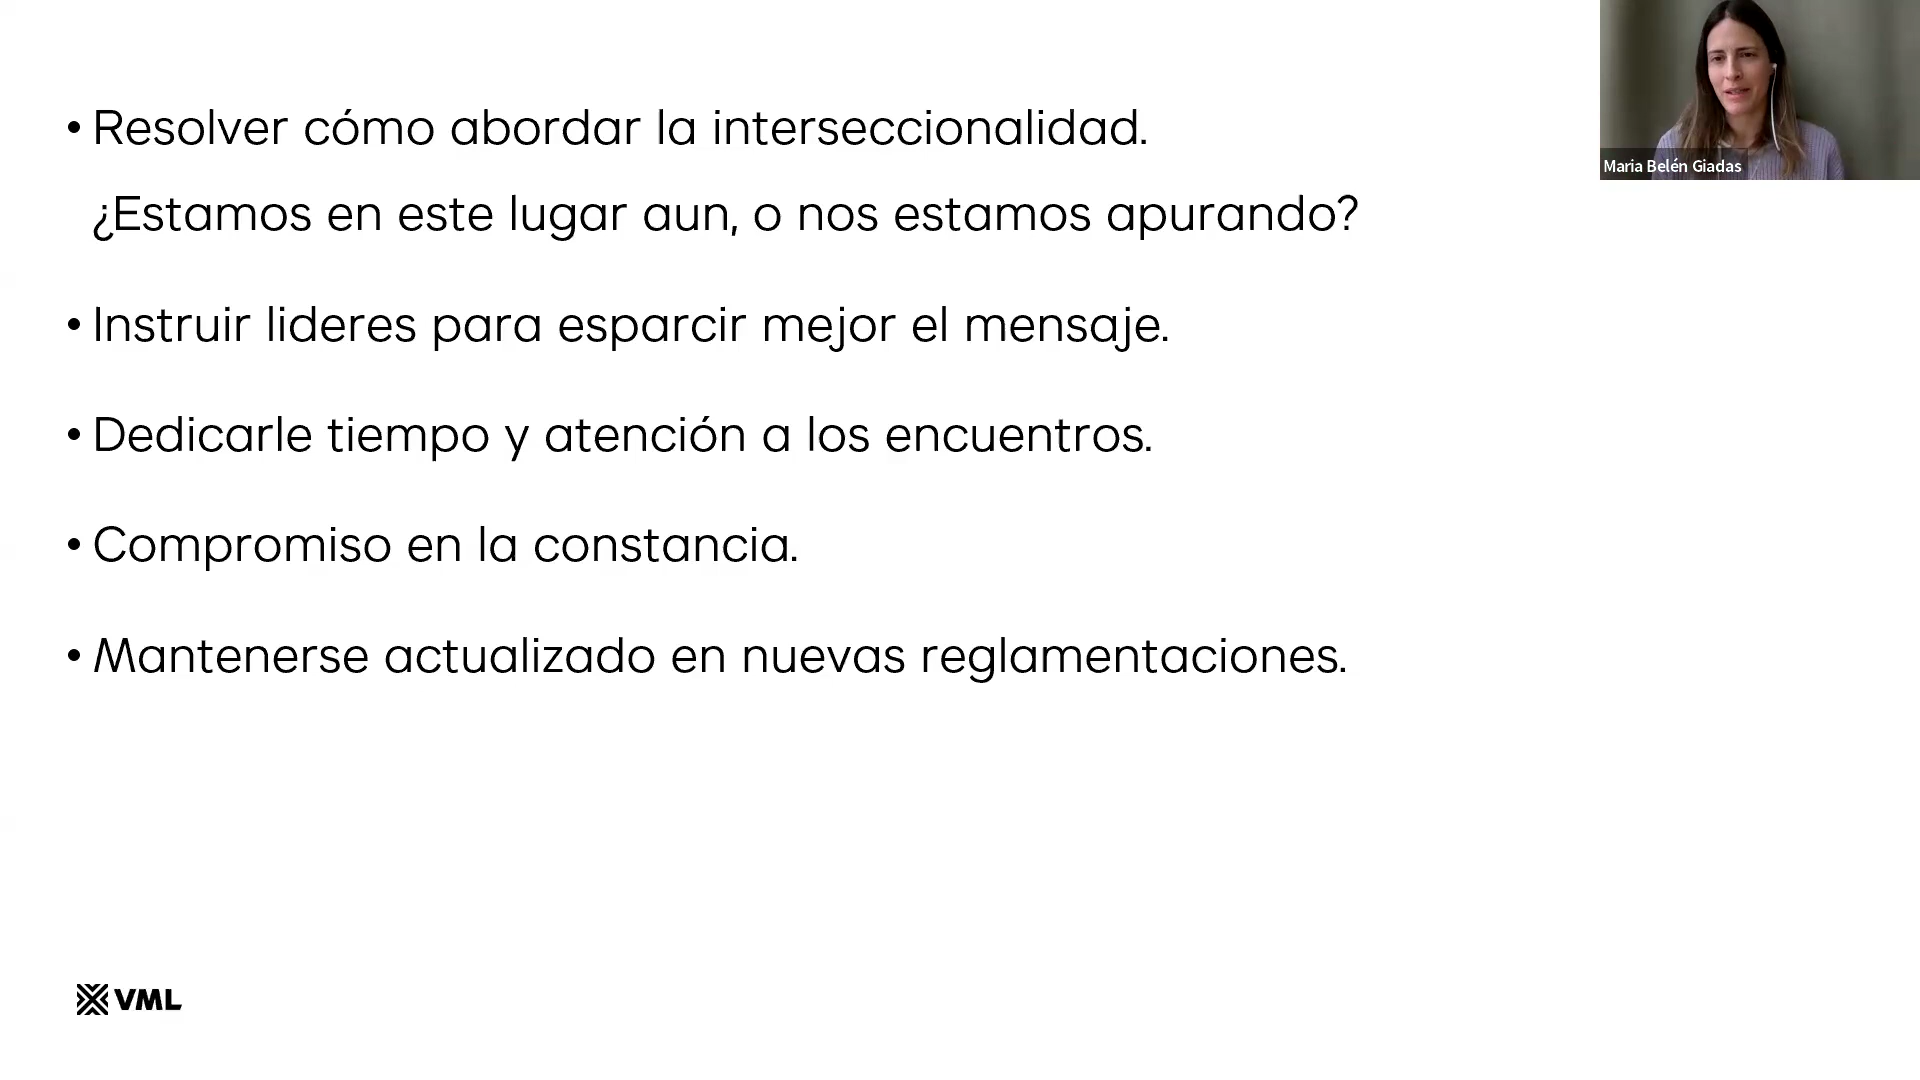 • Resolver cómo abordar la interseccionalidad.
¿Estamos en este lugar aun, o nos estamos apurando?
• Instruir lideres para esparcir mejor el mensaje.
• Dedicarle tiempo y atención a los encuentros.
• Compromiso en la constancia.
• Mantenerse actualizado en nuevas reglamentaciones.
Maria Belén Giadas
VML